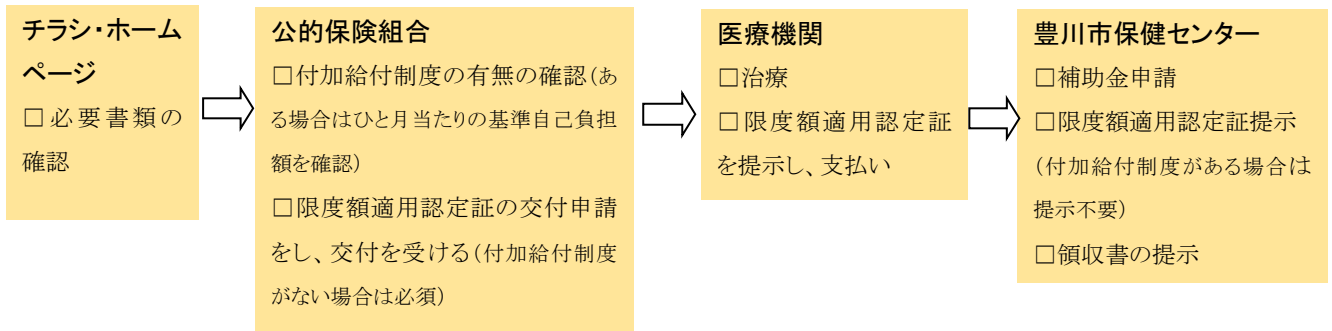 チラシ・ホーム
ページ
□必要書類の
確認
公的保険組合
□付加給付制度の有無の確認(あ
る場合はひと月当たりの基準自己負担
額を確認)
□限度額適用認定証の交付申請
をし、交付を受ける(付加給付制度
がない場合は必須)
医療機関
□治療
□限度額適用認定証
を提示し、支払い
豊川市保健センター
□補助金申請
□限度額適用認定証提示
(付加給付制度がある場合は
提示不要)
□領収書の提示